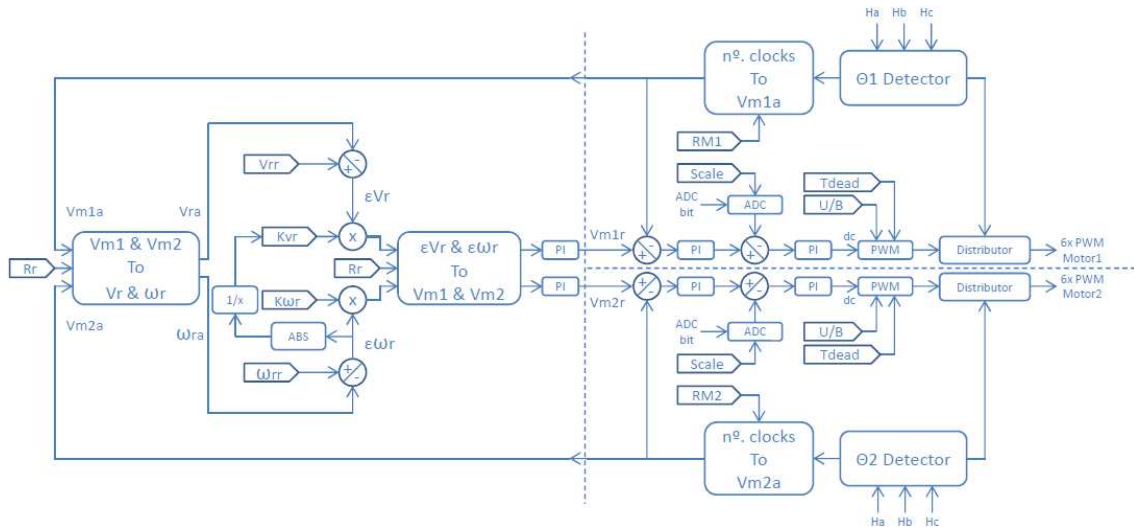 Ha Hb Hc
nº. clocks
To
Vm1a
Θ1 Detector
RM1
Vrr
+ -
Scale
Tdead
εVr
ADC
bit
ADC
U/B
Vm1a
Vra
Kvr
x
Vm1r
dc
6x PWM
Motor1
Vm1 & Vm2
To
Vr & ωr
εVr & εωr
To
Vm1 & Vm2
PI
+ -
PI
+ -
PI
PWM
Distributor
Rr
Rr
1/x
Kωr
x
PI
+ -
PI
+ -
PI
PWM
Distributor
6x PWM
Motor2
Vm2r
dc
Vm2a
ωra
ABS
εωr
ADC
bit
ADC
U/B
Scale
Tdead
ωrr
+ -
RM2
nº. clocks
To
Vm2a
Θ2 Detector
Ha Hb Hc